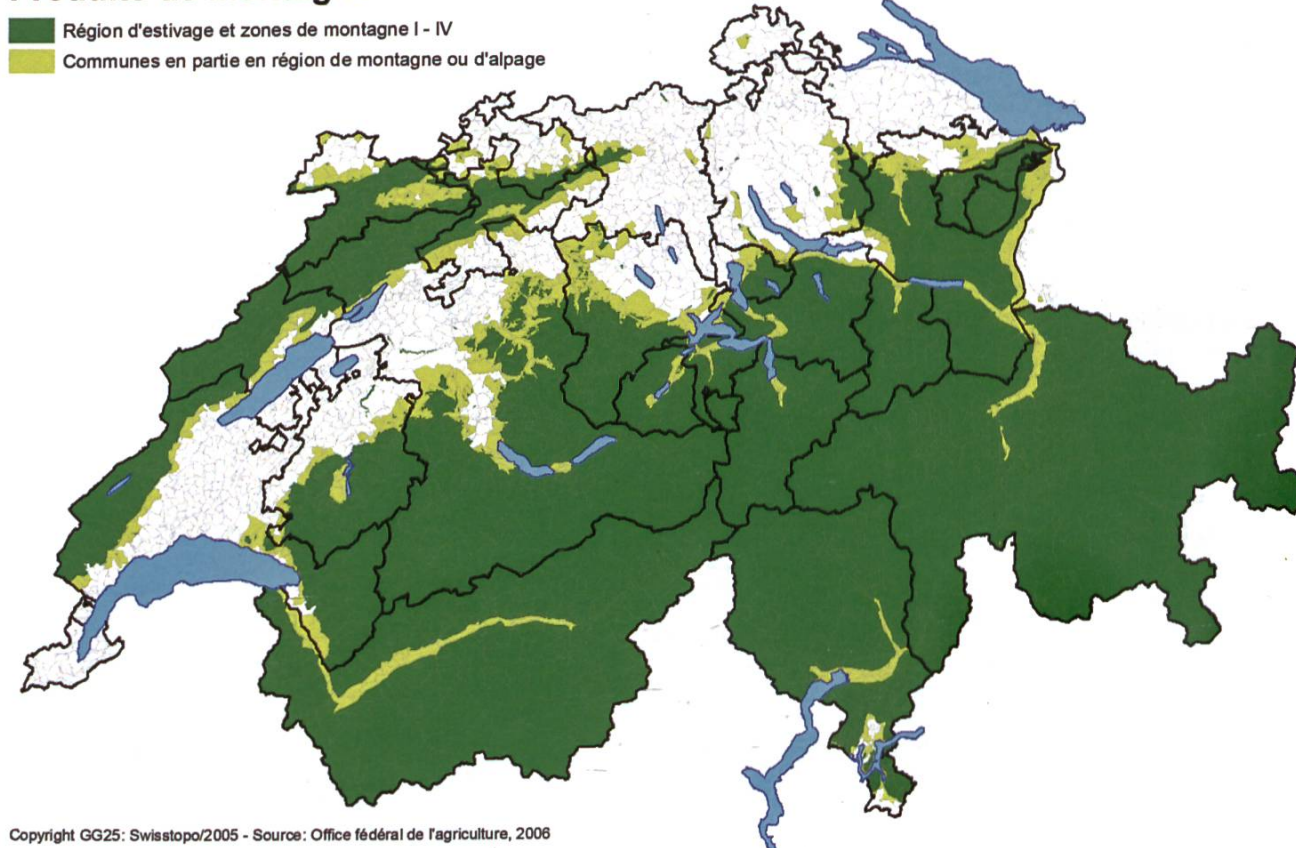 Région d'estivage et zones de montagne I - IV
Communes en partie en région de montagne ou d'alpage
Copyright GG25: Swisstopo/2005 - Source: Office fédéral de l'agriculture, 2006